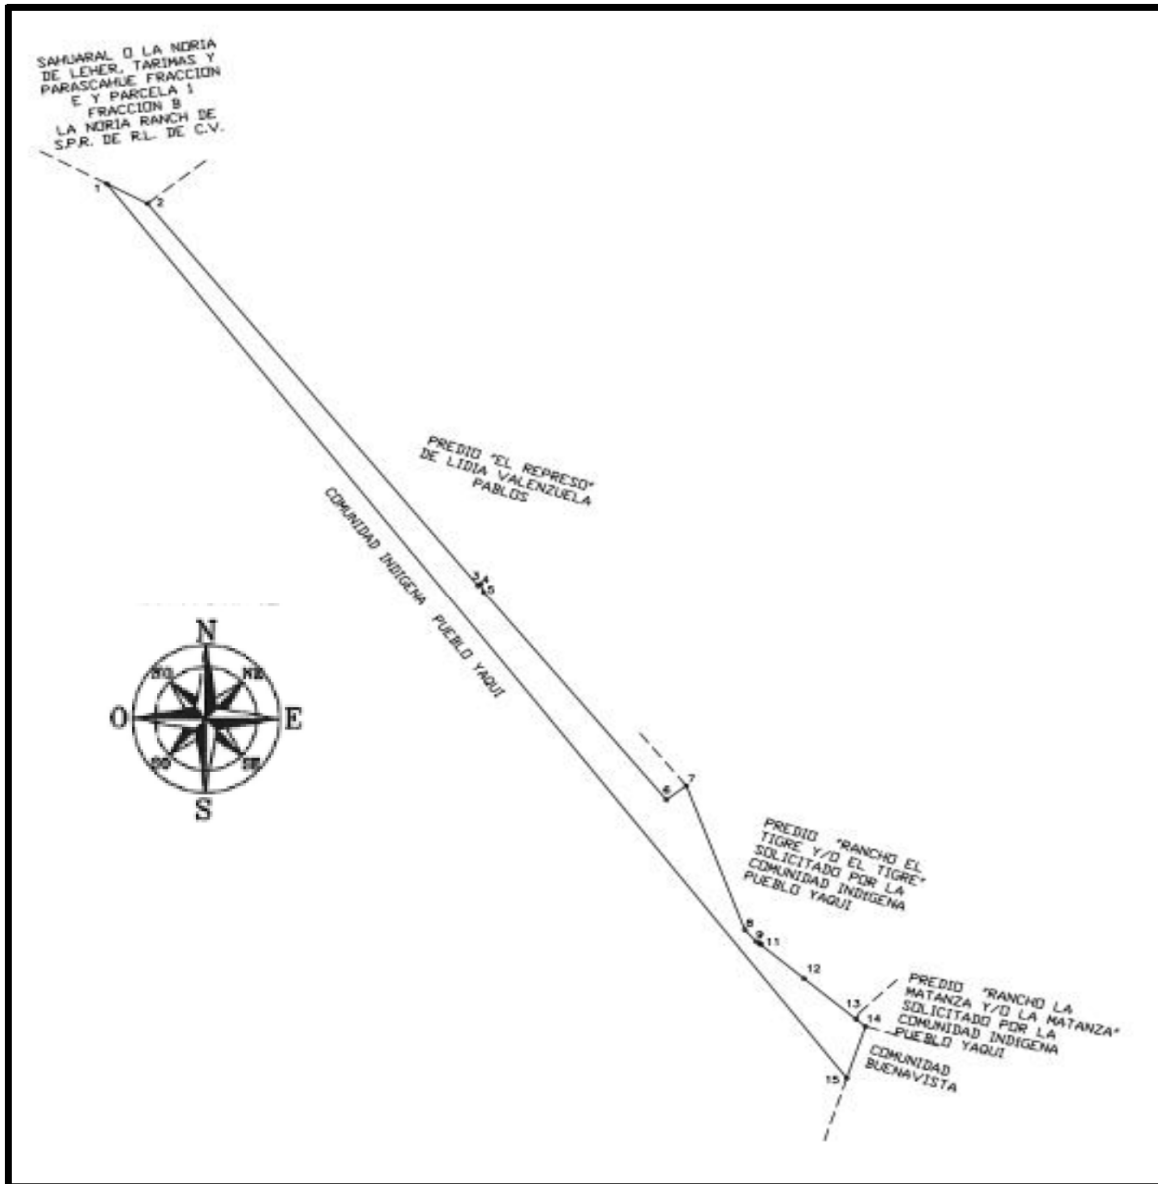 SAHUARAL O LA NORIA
DE LEHER, TARIMAS Y
PARASCAHUE FRACCION
E Y PARCELA 1
FRACCION B
LA NORIA RANCH DE
S.P.R. DE R.L. DE C.V.
1
2
PREDIO "EL REPRESO"
DE LIDIA VALENZUELA
PABLOS
COMUNIDAD INDIGENA PUEBLO YAQUI
N
NO
NE
O
E
SO
SE
S
6
7
PREDIO "RANCHO EL
TIGRE Y/O EL TIGRE"
SOLICITADO POR LA
COMUNIDAD INDIGENA
PUEBLO YAQUI
8
9
11
12
13
14
PREDIO "RANCHO LA
MATANZA Y/O LA MATANZA"
SOLICITADO POR LA
COMUNIDAD INDIGENA
PUEBLO YAQUI
COMUNIDAD
BUENAVISTA
15